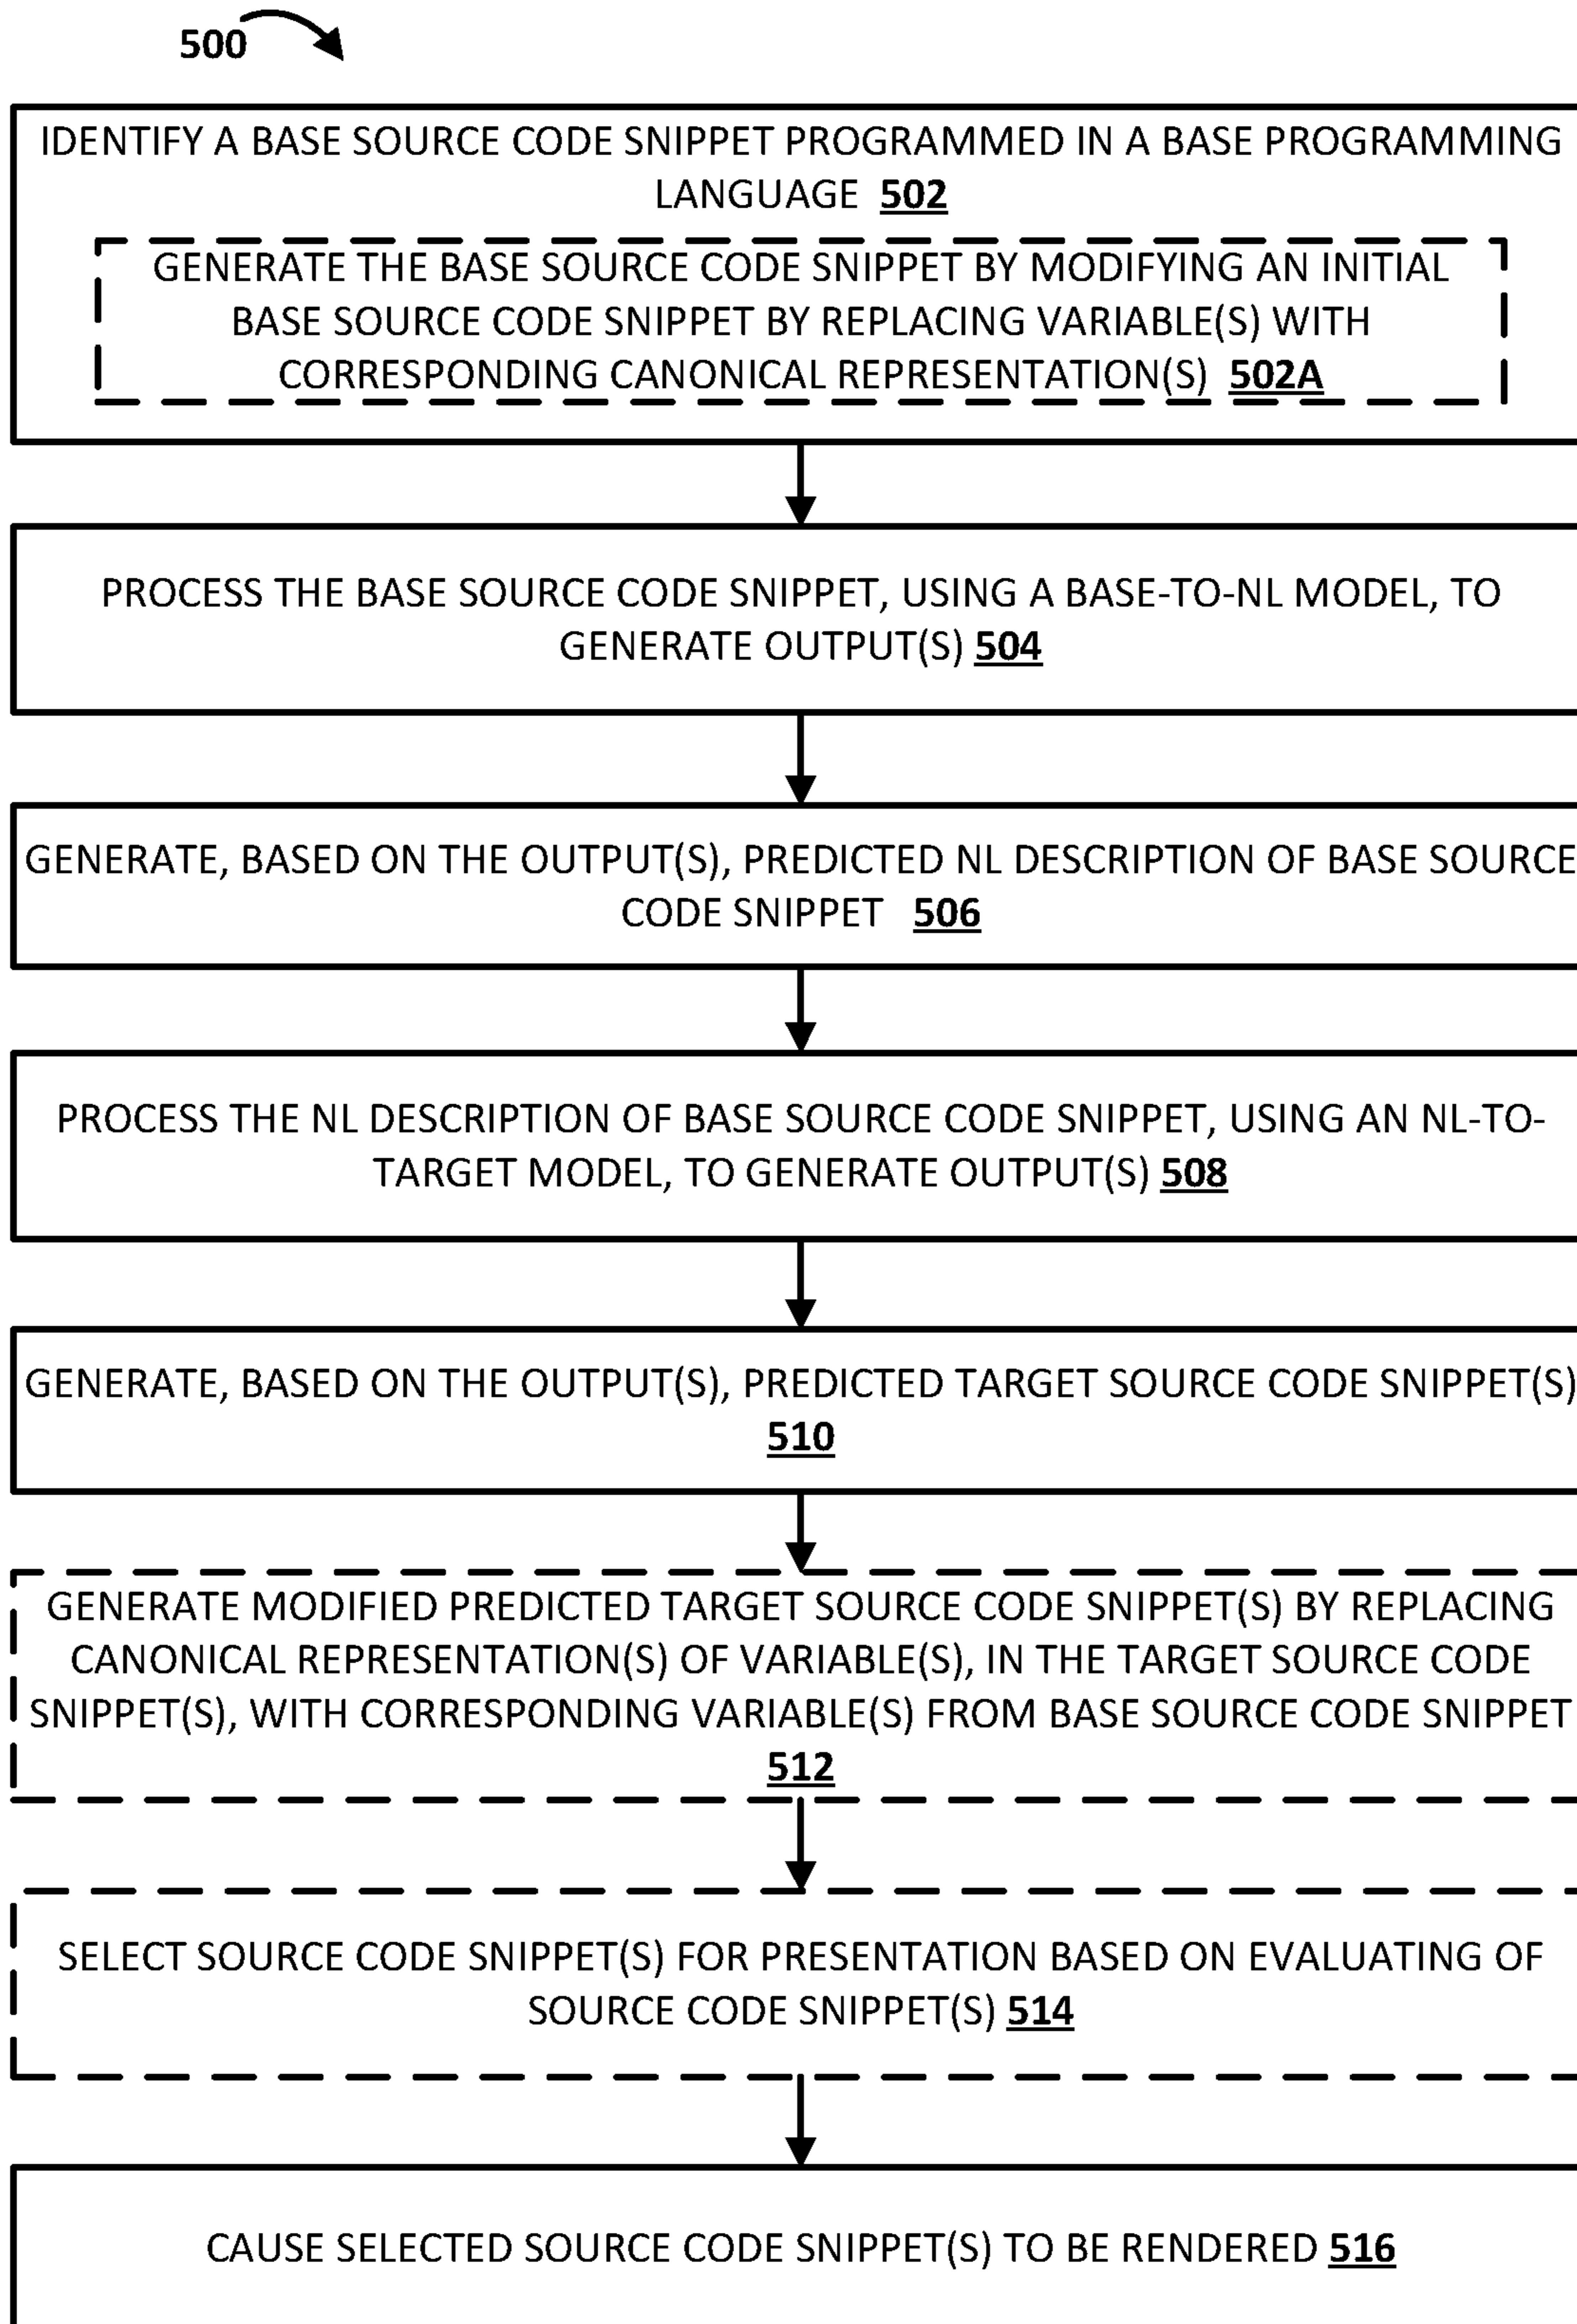 500
IDENTIFY A BASE SOURCE CODE SNIPPET PROGRAMMED IN A BASE PROGRAMMING
LANGUAGE 502
GENERATE THE BASE SOURCE CODE SNIPPET BY MODIFYING AN INITIAL
BASE SOURCE CODE SNIPPET BY REPLACING VARIABLE(S) WITH
CORRESPONDING CANONICAL REPRESENTATION(S) 502A
PROCESS THE BASE SOURCE CODE SNIPPET, USING A BASE-TO-NL MODEL, TO
GENERATE OUTPUT(S) 504
GENERATE, BASED ON THE OUTPUT(S), PREDICTED NL DESCRIPTION OF BASE SOURCE
CODE SNIPPET 506
PROCESS THE NL DESCRIPTION OF BASE SOURCE CODE SNIPPET, USING AN NL-TO-
TARGET MODEL, TO GENERATE OUTPUT(S) 508
GENERATE, BASED ON THE OUTPUT(S), PREDICTED TARGET SOURCE CODE SNIPPET(S)
510
GENERATE MODIFIED PREDICTED TARGET SOURCE CODE SNIPPET(S) BY REPLACING
CANONICAL REPRESENTATION(S) OF VARIABLE(S), IN THE TARGET SOURCE CODE
SNIPPET(S), WITH CORRESPONDING VARIABLE(S) FROM BASE SOURCE CODE SNIPPET
512
SELECT SOURCE CODE SNIPPET(S) FOR PRESENTATION BASED ON EVALUATING OF
SOURCE CODE SNIPPET(S) 514
CAUSE SELECTED SOURCE CODE SNIPPET(S) TO BE RENDERED 516